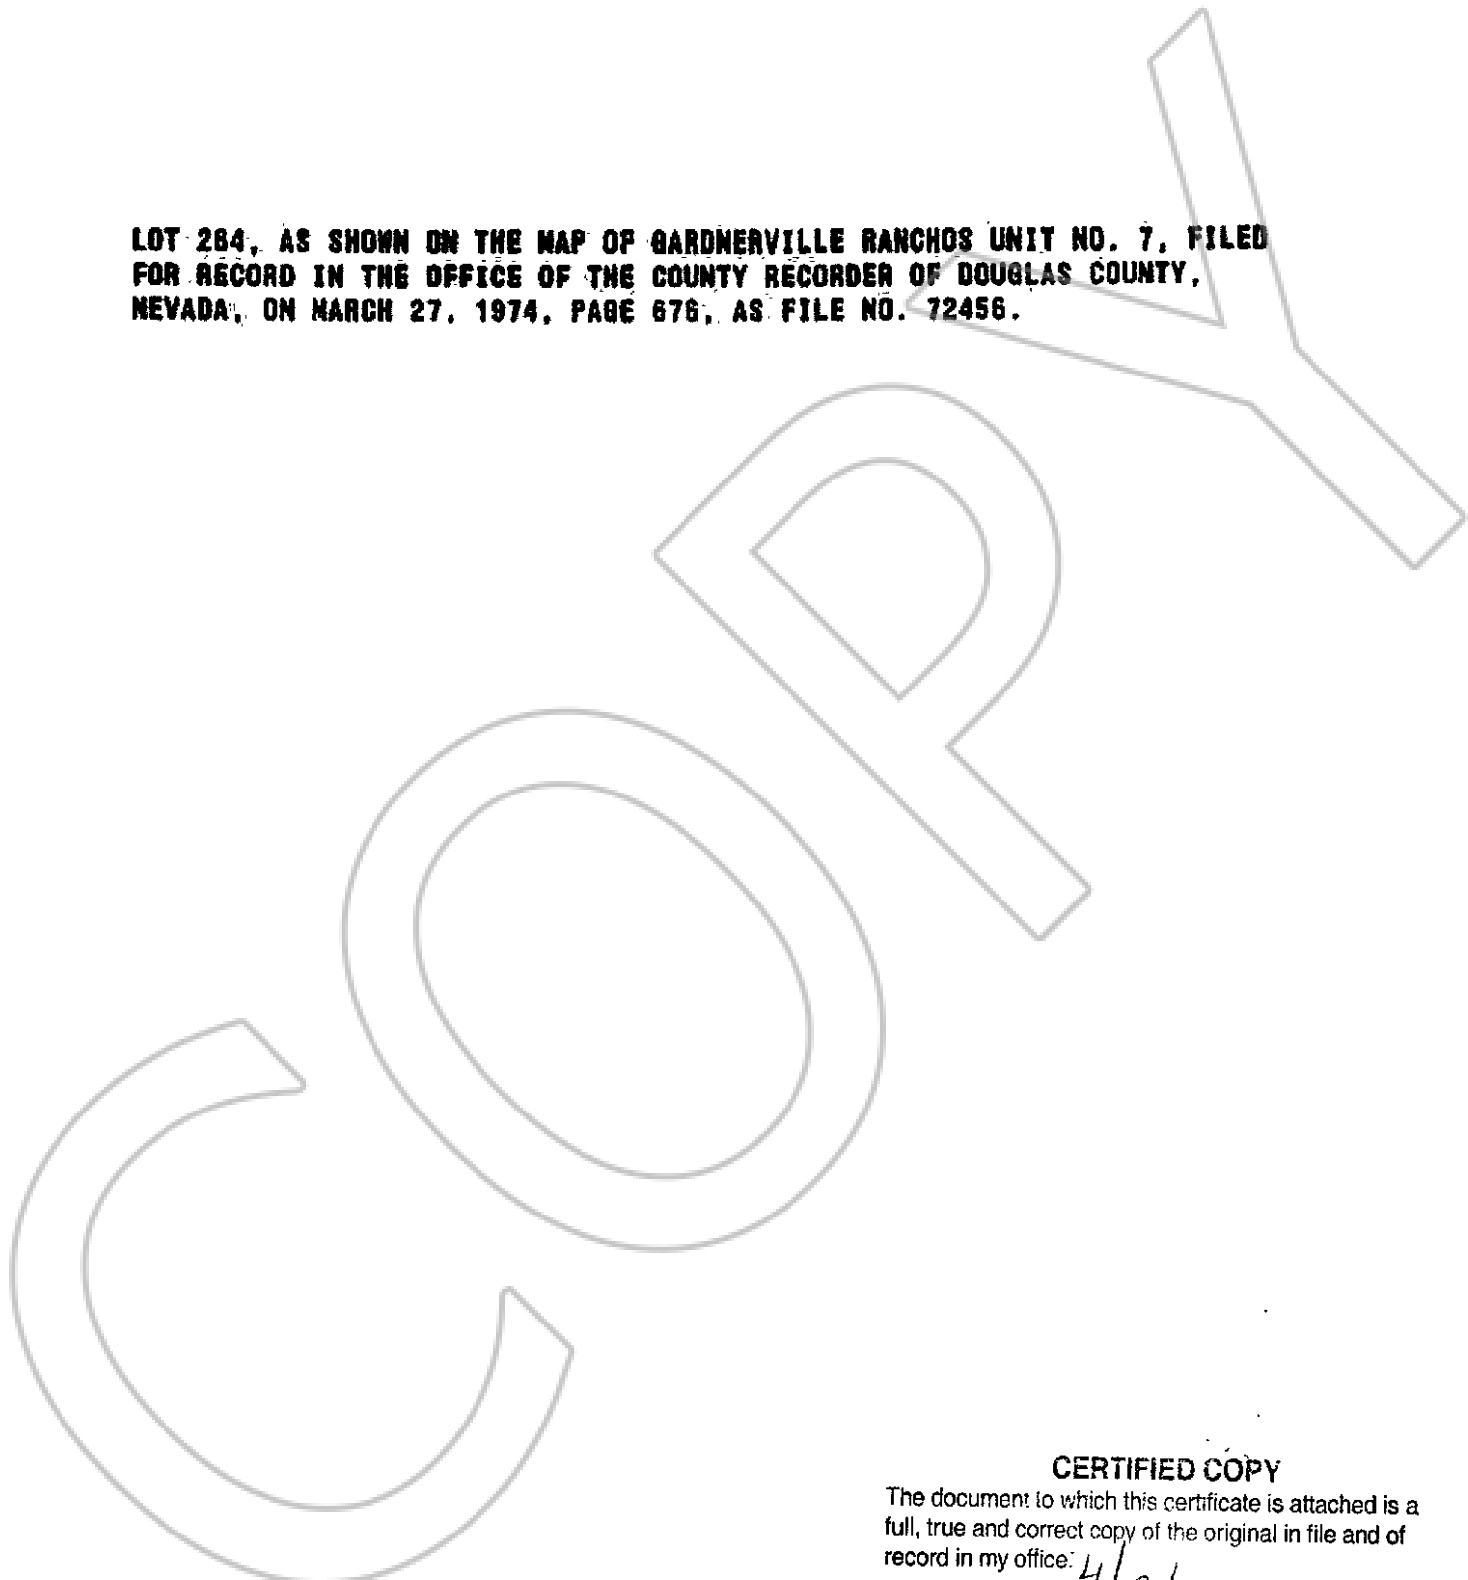 LOT 264, AS SHOWN ON THE MAP OF GARDNERVILLE RANCHOS UNIT NO. 7, FILED
FOR RECORD IN THE OFFICE OF THE COUNTY RECORDER OF DOUGLAS COUNTY,
NEVADA, ON MARCH 27, 1974, PAGE 676, AS FILE NO. 72456.
COPY
CERTIFIED COPY
The document to which this certificate is attached is a
full, true and correct copy of the original in file and of
record in my office.